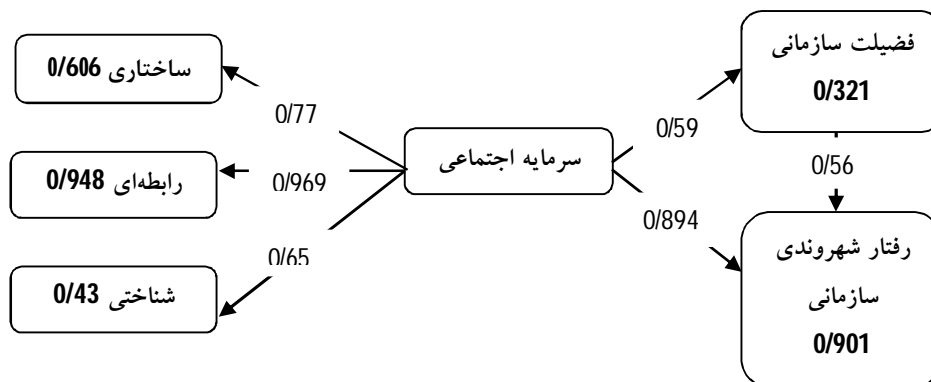 فضیلت سازمانی
0/321
ساختاری 0/606
0/77
0/59
سرمایه اجتماعی
0/56
رابطه‌ای 0/948
0/969
0/894
رفتار شهروندی
سازمانی
0/901
0/65
شناختی 0/43